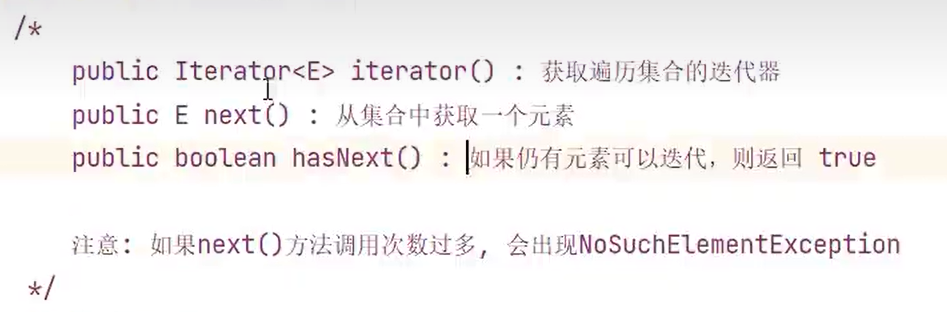 /*
public Iterator<E> iterator() : 获取遍历集合的迭代器
public E next() : 从集合中获取一个元素
public boolean hasNext() : 如果仍有元素可以迭代，则返回 true
注意: 如果next()方法调用次数过多, 会出现NoSuchElementException
*/